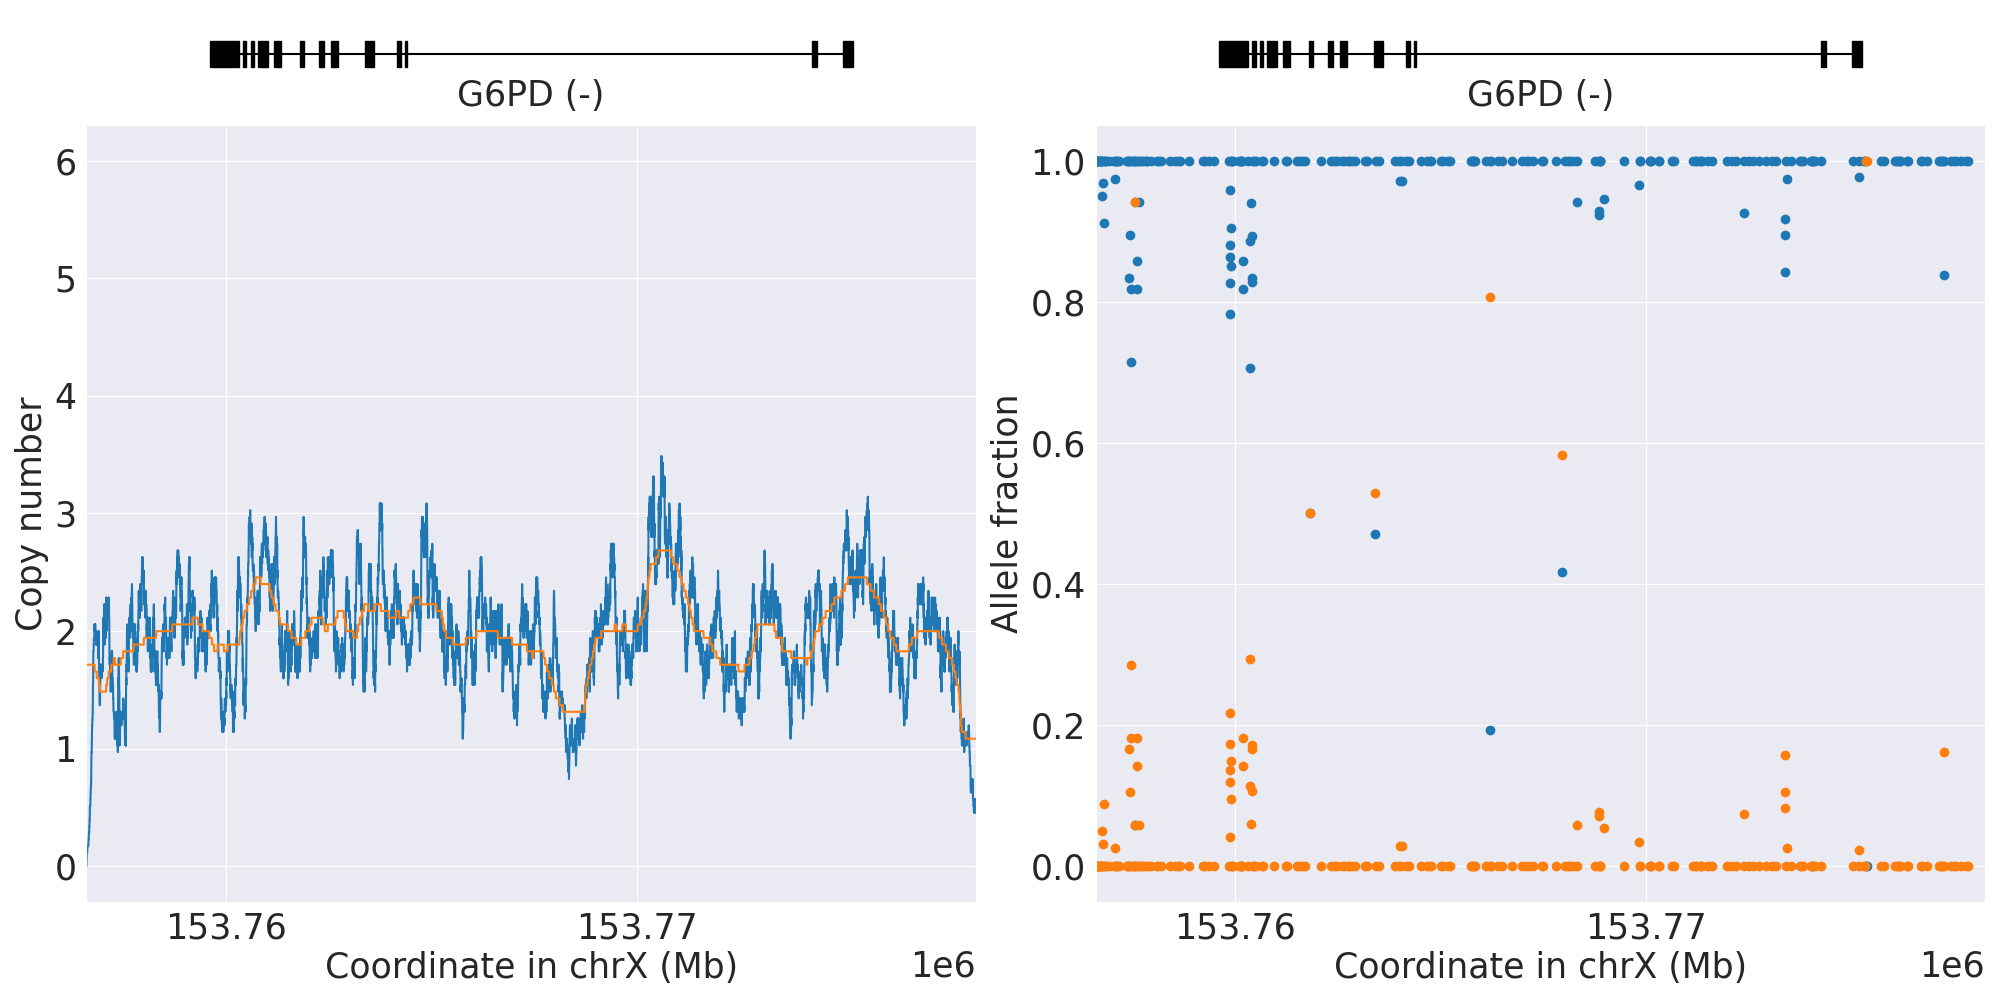 G6PD (-)
6
5
4
3
2
1
0
Copy number
153.76
153.77
Coordinate in chrX (Mb)
1e6
G6PD (-)
1.0
0.8
0.6
0.4
0.2
0.0
Allele fraction
153.76
153.77
Coordinate in chrX (Mb)
1e6